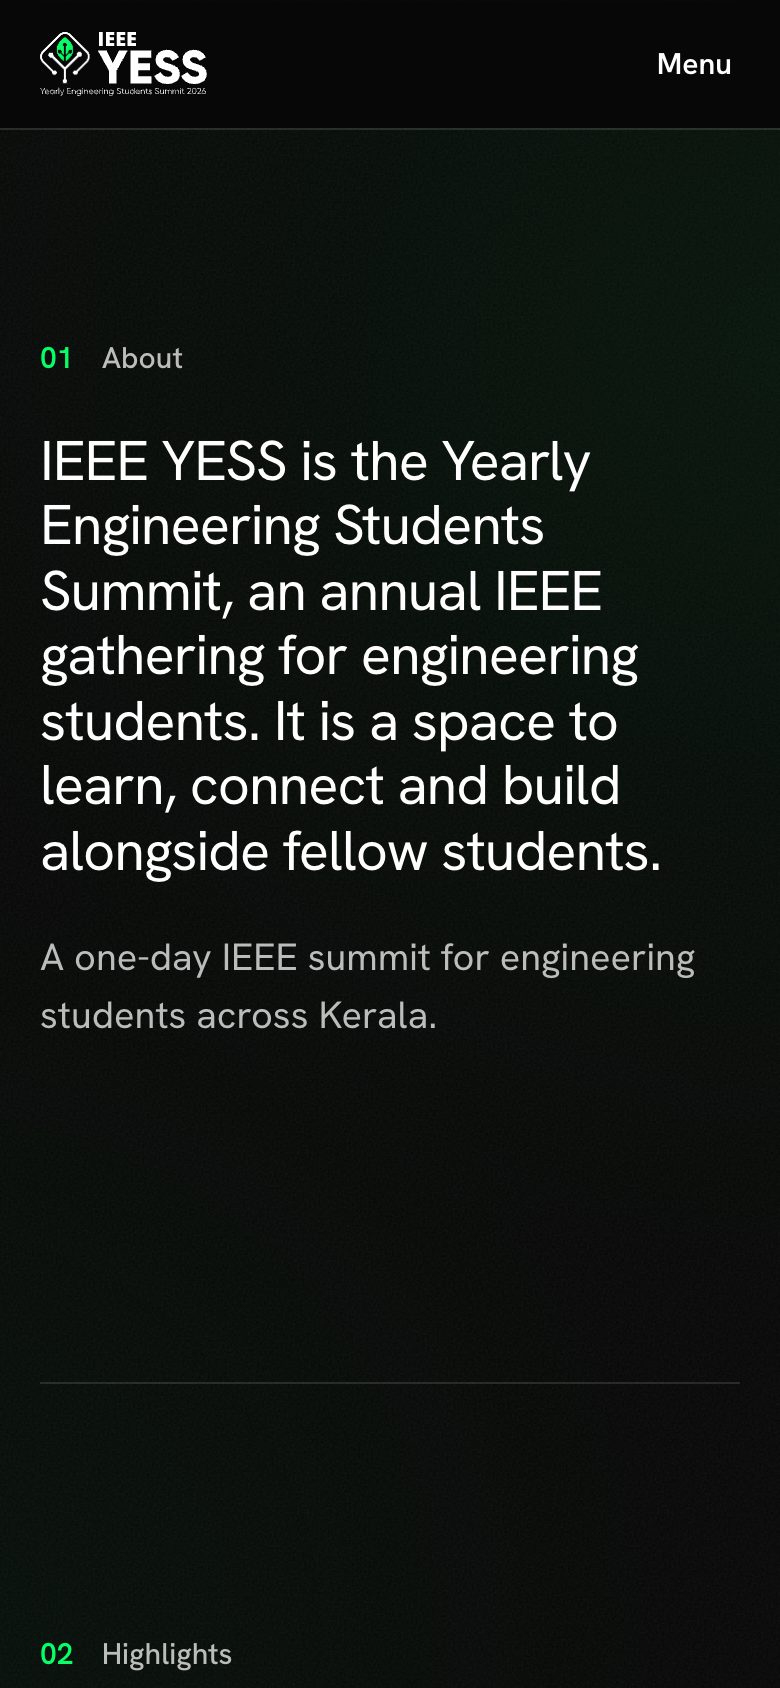 IEEE
YESS
Yearly Engineering Students Summit 2026
Menu
01 About
IEEE YESS is the Yearly
Engineering Students
Summit, an annual IEEE
gathering for engineering
students. It is a space to
learn, connect and build
alongside fellow students.
A one-day IEEE summit for engineering
students across Kerala.
02 Highlights